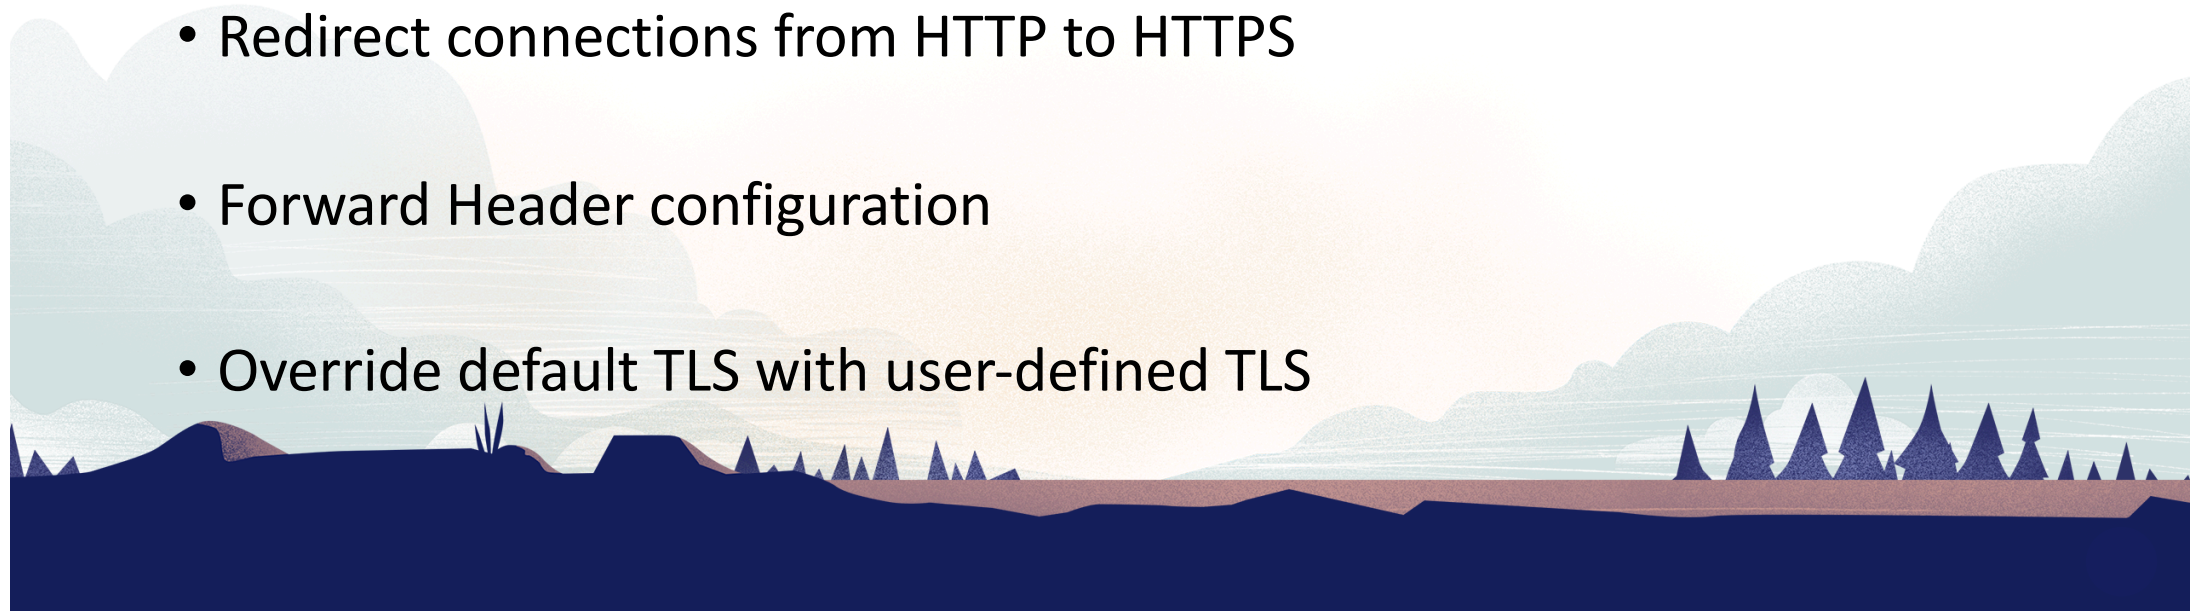 • Redirect connections from HTTP to HTTPS
• Forward Header configuration
• Override default TLS with user-defined TLS